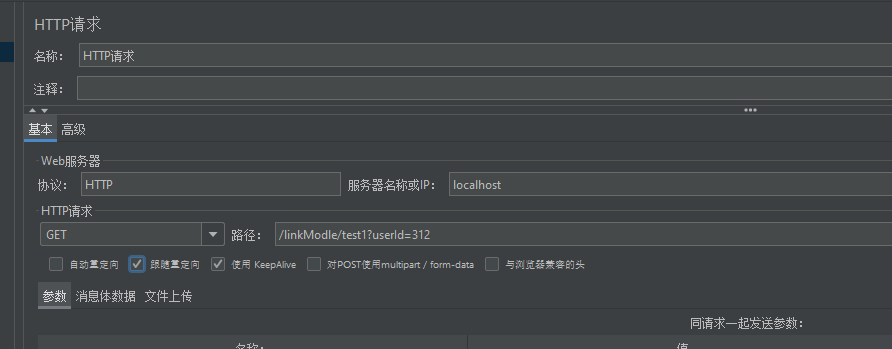 HTTP请求
名称： HTTP请求
注释：
基本 高级
Web服务器
协议： HTTP 服务器名称或IP： localhost
HTTP请求
GET 路径： /linkModle/test1?userId=312
自动重定向 跟随重定向 使用 KeepAlive 对POST使用multipart / form-data 与浏览器兼容的头
参数 消息体数据 文件上传
同请求一起发送参数：
名称： 值